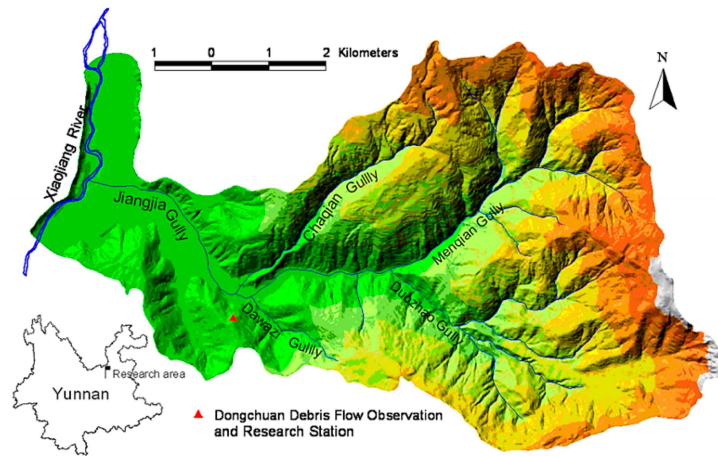 1 0 1 2 Kilometers
N
Xiaojiang River
Jiangjia Gully
Chaqian Gullly
Menqian Gully
Duozhao Gully
Dawazi Gullly
Research area
Yunnan
Dongchuan Debris Flow Observation
and Research Station